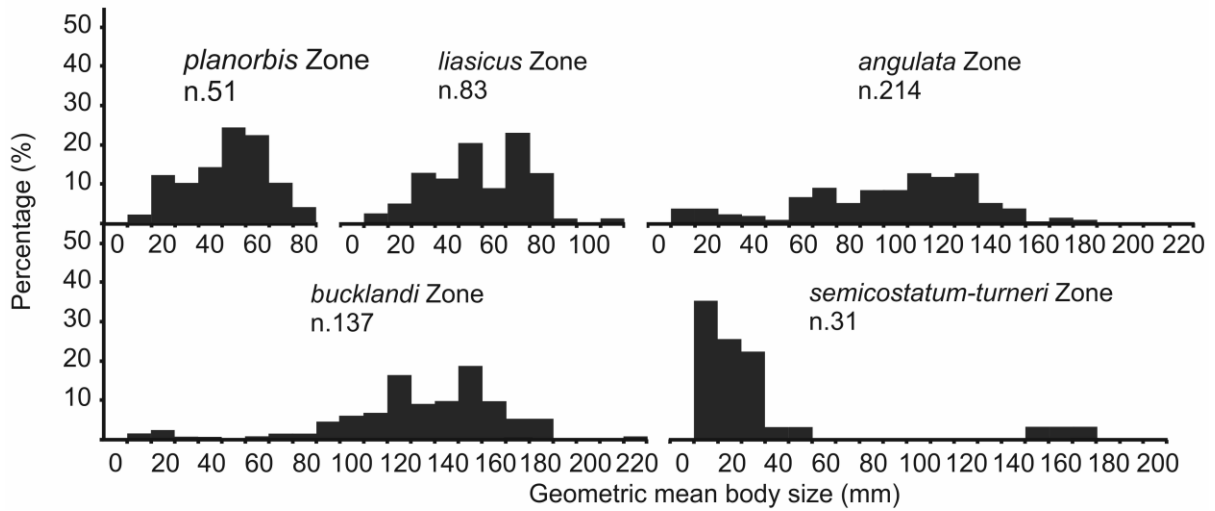 50
40
30
20
10
planorbis Zone
n.51
liasicus Zone
n.83
angulata Zone
n.214
0 20 40 60 80
0 20 40 60 80 100
0 20 40 60 80 100 120 140 160 180 200 220
Percentage (%)
50
40
30
20
10
bucklandi Zone
n.137
semicostatum-turneri Zone
n.31
0 20 40 60 80 100 120 140 160 180 200 220
0 20 40 60 80 100 120 140 160 180 200
Geometric mean body size (mm)